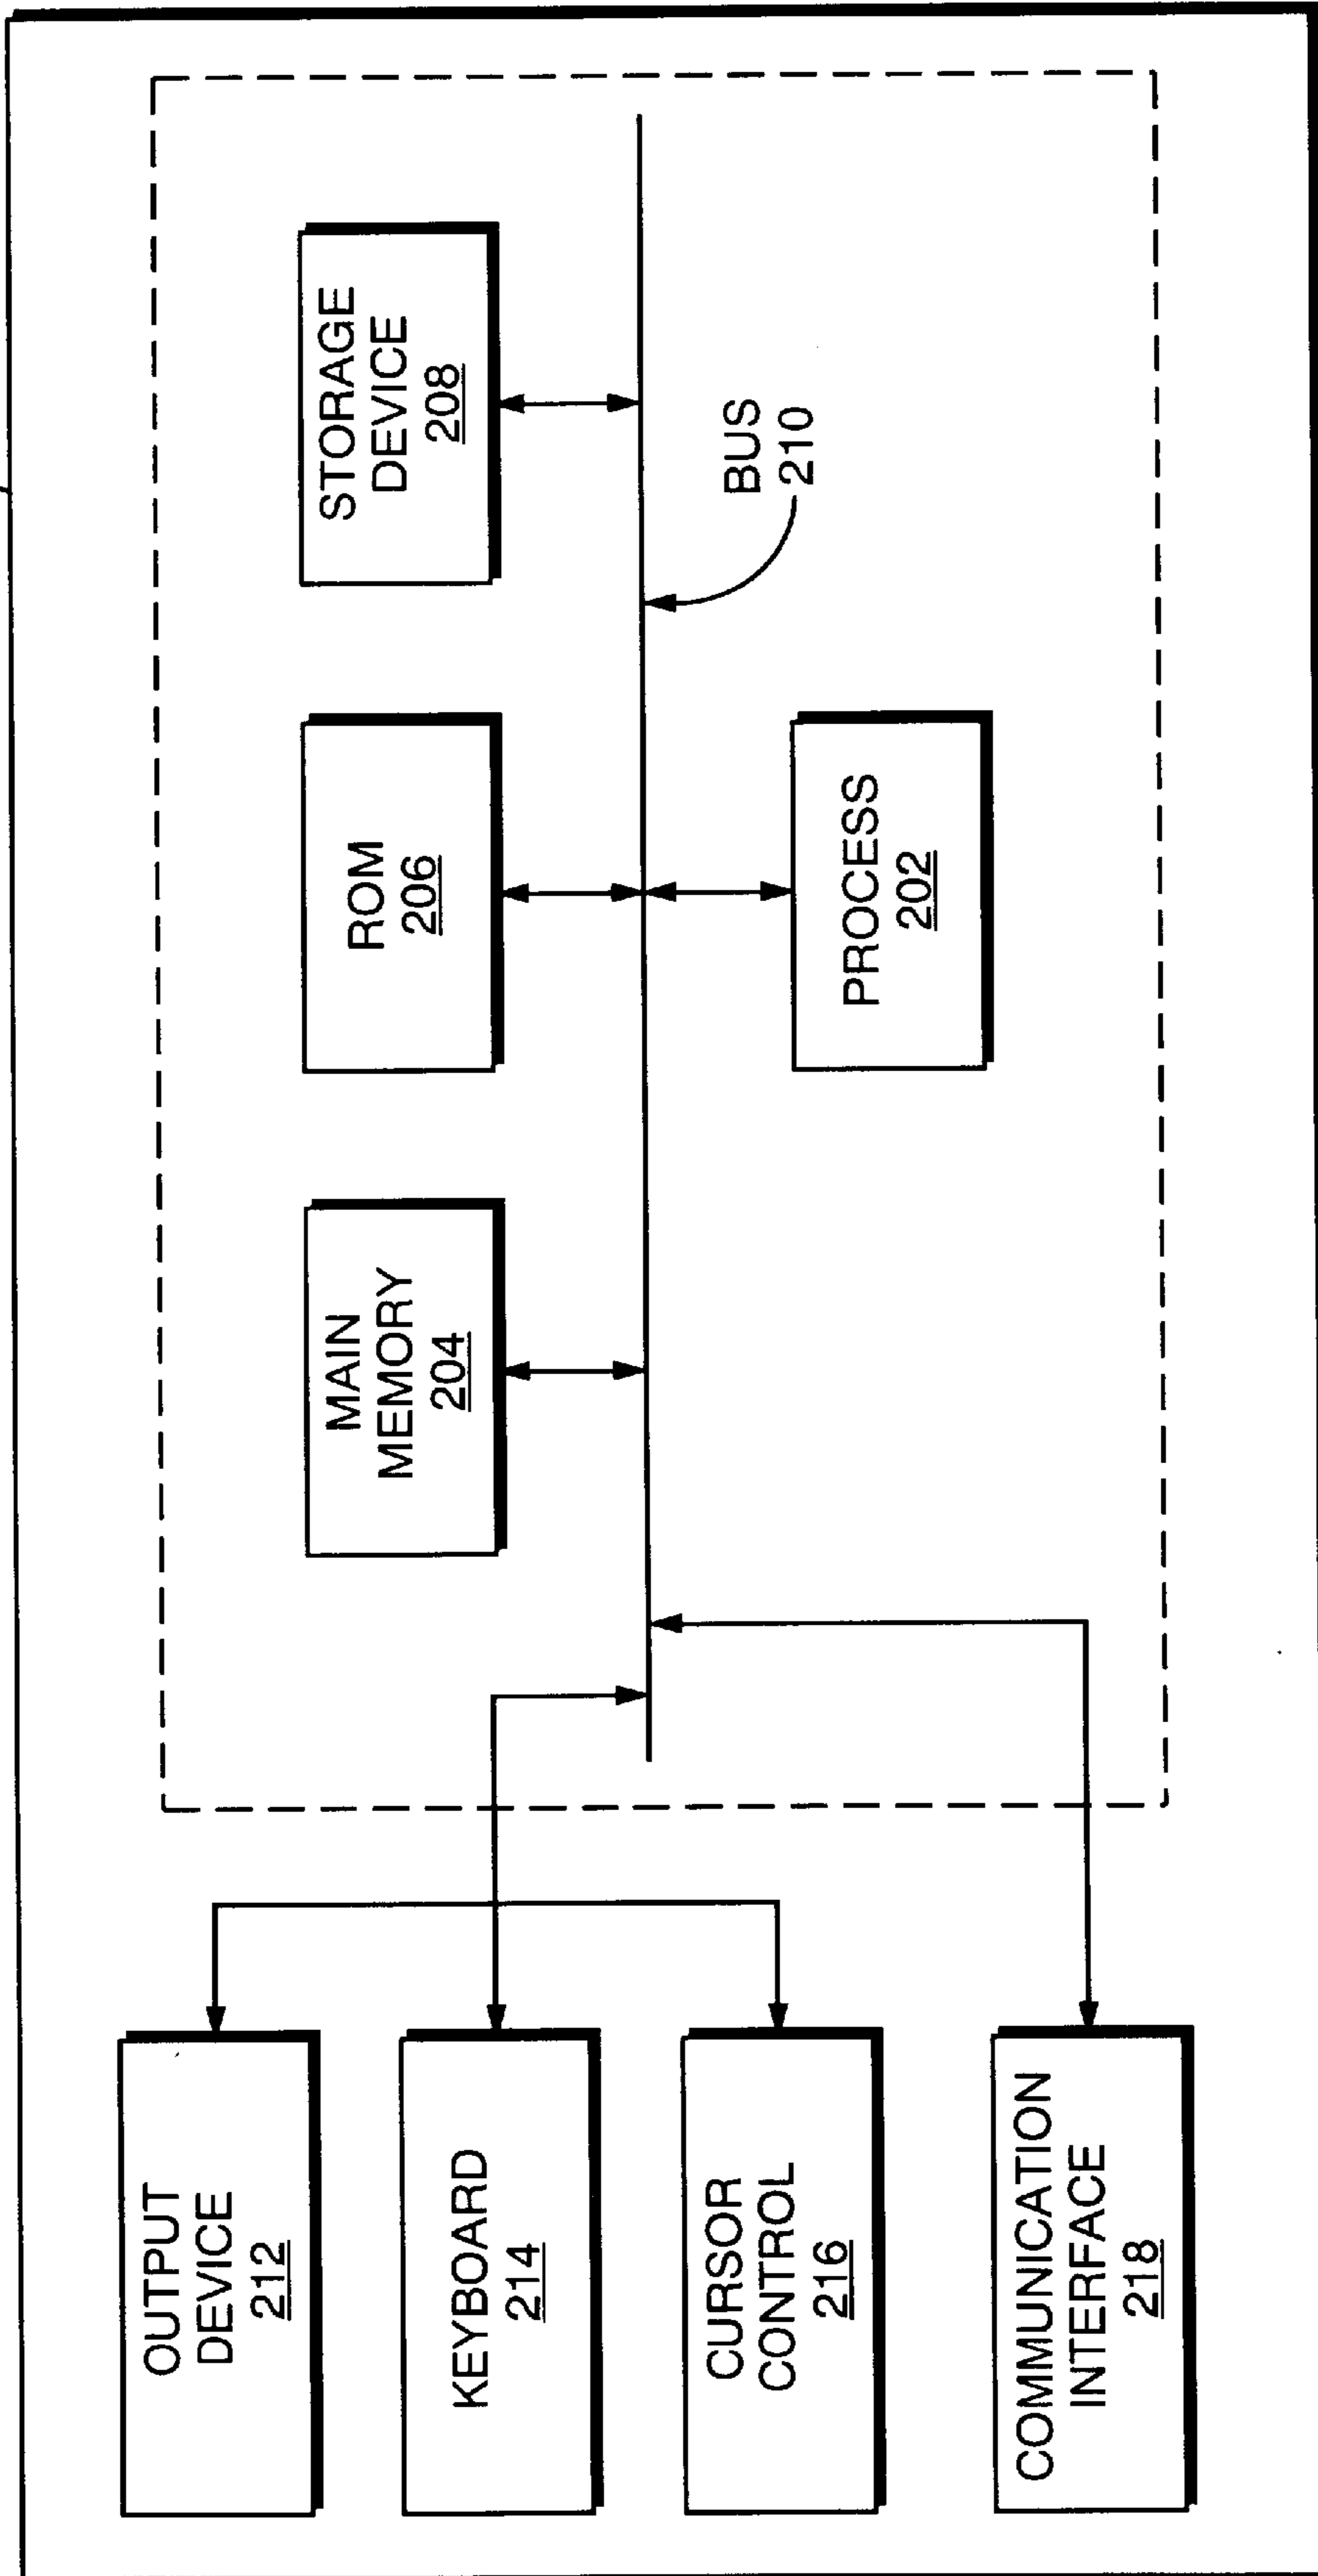 OUTPUT
DEVICE
212
KEYBOARD
214
CURSOR
CONTROL
216
COMMUNICATION
INTERFACE
218
MAIN
MEMORY
204
ROM
206
STORAGE
DEVICE
208
BUS
210
PROCESS
202